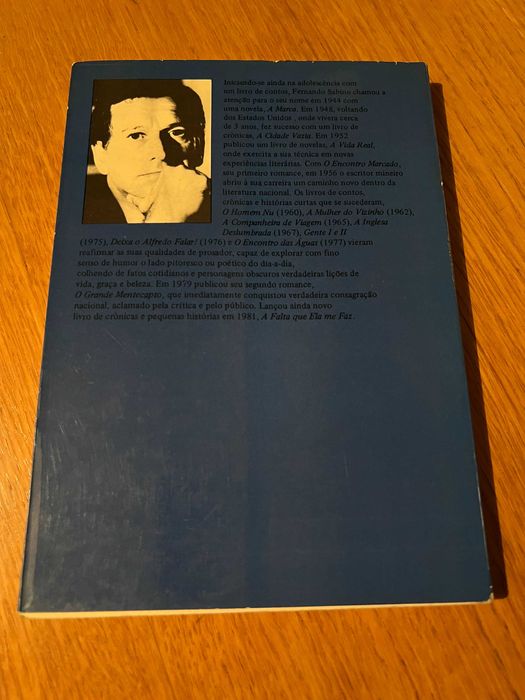 Iniciando-se ainda na adolescência com
um livro de contos, Fernando Sabino chamou a
atenção para o seu nome em 1944 com
uma novela, A Marca. Em 1948, voltando
dos Estados Unidos, onde vivera cerca
de 3 anos, fez sucesso com um livro de
crônicas, A Cidade Vazia. Em 1952
publicou um livro de novelas, A Vida Real,
onde exercita a sua técnica em novas
experiências literárias. Com O Encontro Marcado,
seu primeiro romance, em 1956 o escritor mineiro
abriu à sua carreira um caminho novo dentro da
literatura nacional. Os livros de contos,
crônicas e histórias curtas que se sucederam,
O Homem Nu (1960), A Mulher do Vizinho (1962),
A Companheira de Viagem (1965), A Inglesa
Deslumbrada (1967), Gente I e II
(1975), Deixa o Alfredo Falar! (1976) e O Encontro das Águas (1977) vieram
reafirmar as suas qualidades de prosador, capaz de explorar com fino
senso de humor o lado pitoresco ou poético do dia-a-dia,
colhendo de fatos cotidianos e personagens obscuros verdadeiras lições de
vida, graça e beleza. Em 1979 publicou seu segundo romance,
O Grande Mentecapto, que imediatamente conquistou verdadeira consagração
nacional, aclamado pela crítica e pelo público. Lançou ainda novo
livro de crônicas e pequenas histórias em 1981, A Falta que Ela me Faz.